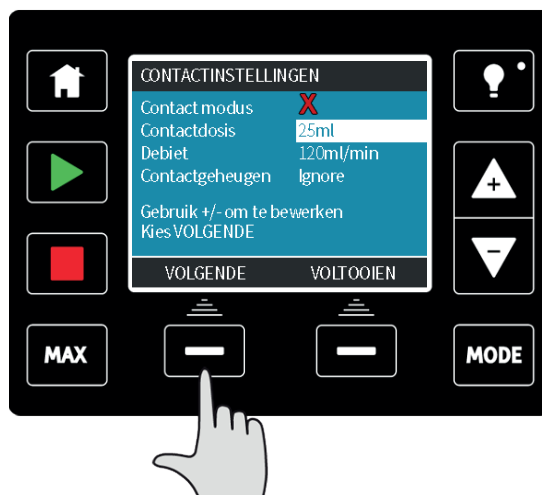 CONTACTINSTELLINGEN
Contact modus X
Contactdosis 25ml
Debiet 120ml/min
Contactgeheugen Ignore
Gebruik +/- om te bewerken
Kies VOLGENDE
VOLGENDE VOLTOOIEN
+
-
MAX
MODE